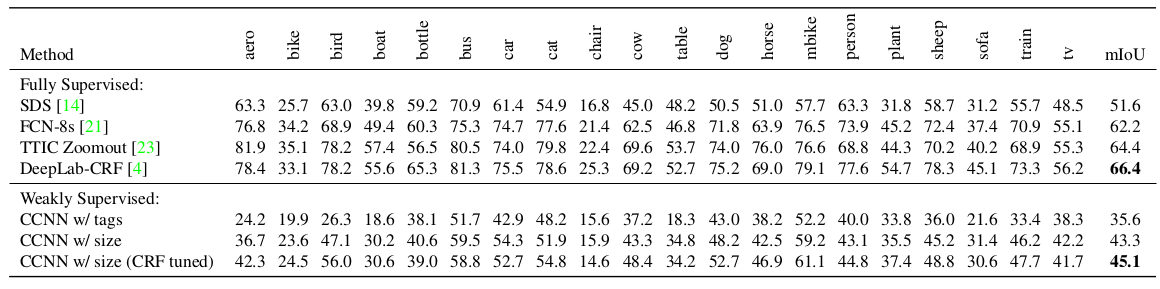 Method aero bike bird boat bottle bus car cat chair cow table dog horse mbike person plant sheep sofa train tv mIoU
Fully Supervised:
SDS [14] 63.3 25.7 63.0 39.8 59.2 70.9 61.4 54.9 16.8 45.0 48.2 50.5 51.0 57.7 63.3 31.8 58.7 31.2 55.7 48.5 51.6
FCN-8s [21] 76.8 34.2 68.9 49.4 60.3 75.3 74.7 77.6 21.4 62.5 46.8 71.8 63.9 76.5 73.9 45.2 72.4 37.4 70.9 55.1 62.2
TTIC Zoomout [23] 81.9 35.1 78.2 57.4 56.5 80.5 74.0 79.8 22.4 69.6 53.7 74.0 76.0 76.6 68.8 44.3 70.2 40.2 68.9 55.3 64.4
DeepLab-CRF [4] 78.4 33.1 78.2 55.6 65.3 81.3 75.5 78.6 25.3 69.2 52.7 75.2 69.0 79.1 77.6 54.7 78.3 45.1 73.3 56.2 66.4
Weakly Supervised:
CCNN w/ tags 24.2 19.9 26.3 18.6 38.1 51.7 42.9 48.2 15.6 37.2 18.3 43.0 38.2 52.2 40.0 33.8 36.0 21.6 33.4 38.3 35.6
CCNN w/ size 36.7 23.6 47.1 30.2 40.6 59.5 54.3 51.9 15.9 43.3 34.8 48.2 42.5 59.2 43.1 35.5 45.2 31.4 46.2 42.2 43.3
CCNN w/ size (CRF tuned) 42.3 24.5 56.0 30.6 39.0 58.8 52.7 54.8 14.6 48.4 34.2 52.7 46.9 61.1 44.8 37.4 48.8 30.6 47.7 41.7 45.1